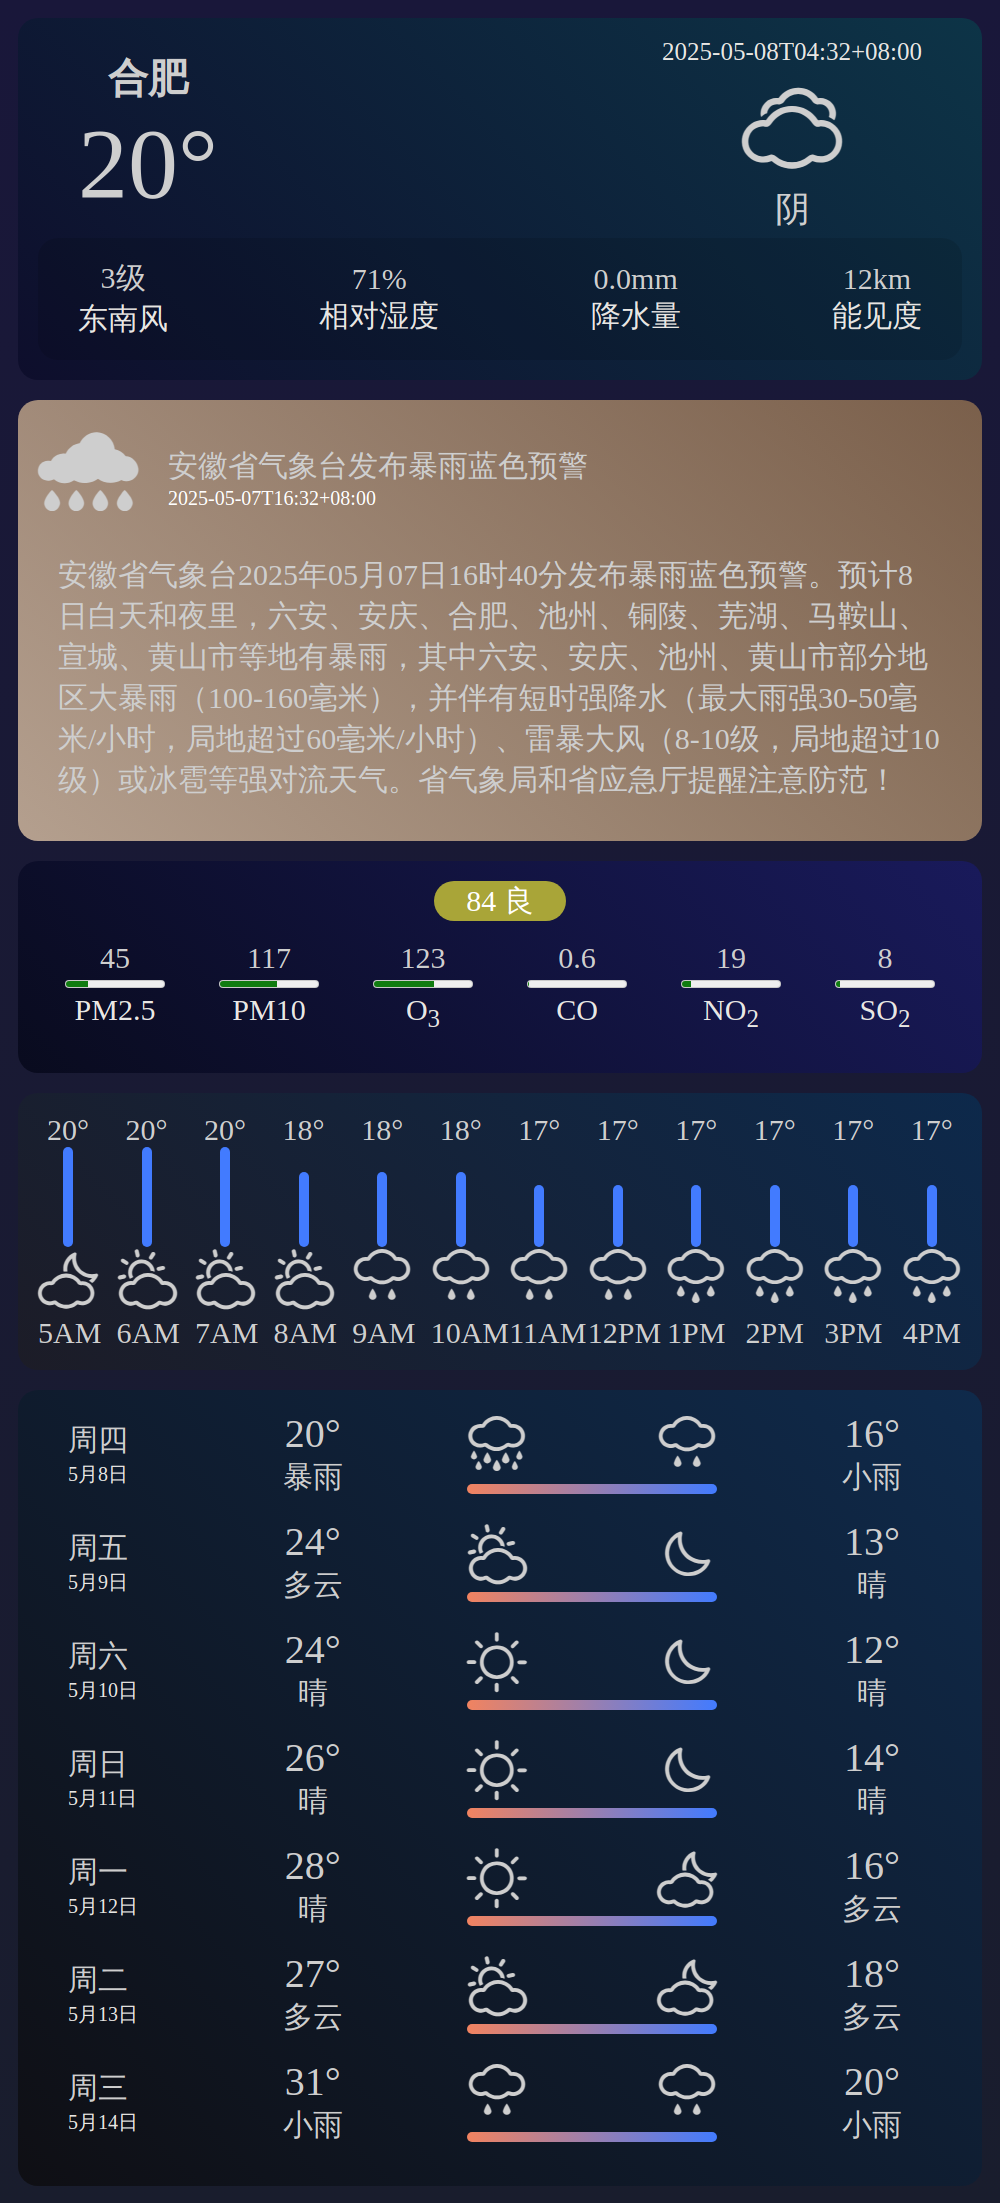 合肥
20°
2025-05-08T04:32+08:00
阴
3级 71% 0.0mm 12km
东南风 相对湿度 降水量 能见度
安徽省气象台发布暴雨蓝色预警
2025-05-07T16:32+08:00
安徽省气象台2025年05月07日16时40分发布暴雨蓝色预警。预计8
日白天和夜里，六安、安庆、合肥、池州、铜陵、芜湖、马鞍山、
宣城、黄山市等地有暴雨，其中六安、安庆、池州、黄山市部分地
区大暴雨（100-160毫米），并伴有短时强降水（最大雨强30-50毫
米/小时，局地超过60毫米/小时）、雷暴大风（8-10级，局地超过10
级）或冰雹等强对流天气。省气象局和省应急厅提醒注意防范！
84 良
45 117 123 0.6 19 8
PM2.5 PM10 O3 CO NO2 SO2
20° 20° 20° 18° 18° 18° 17° 17° 17° 17° 17° 17°
5AM 6AM 7AM 8AM 9AM 10AM 11AM 12PM 1PM 2PM 3PM 4PM
周四 20° 16°
5月8日 暴雨 小雨
周五 24° 13°
5月9日 多云 晴
周六 24° 12°
5月10日 晴 晴
周日 26° 14°
5月11日 晴 晴
周一 28° 16°
5月12日 晴 多云
周二 27° 18°
5月13日 多云 多云
周三 31° 20°
5月14日 小雨 小雨